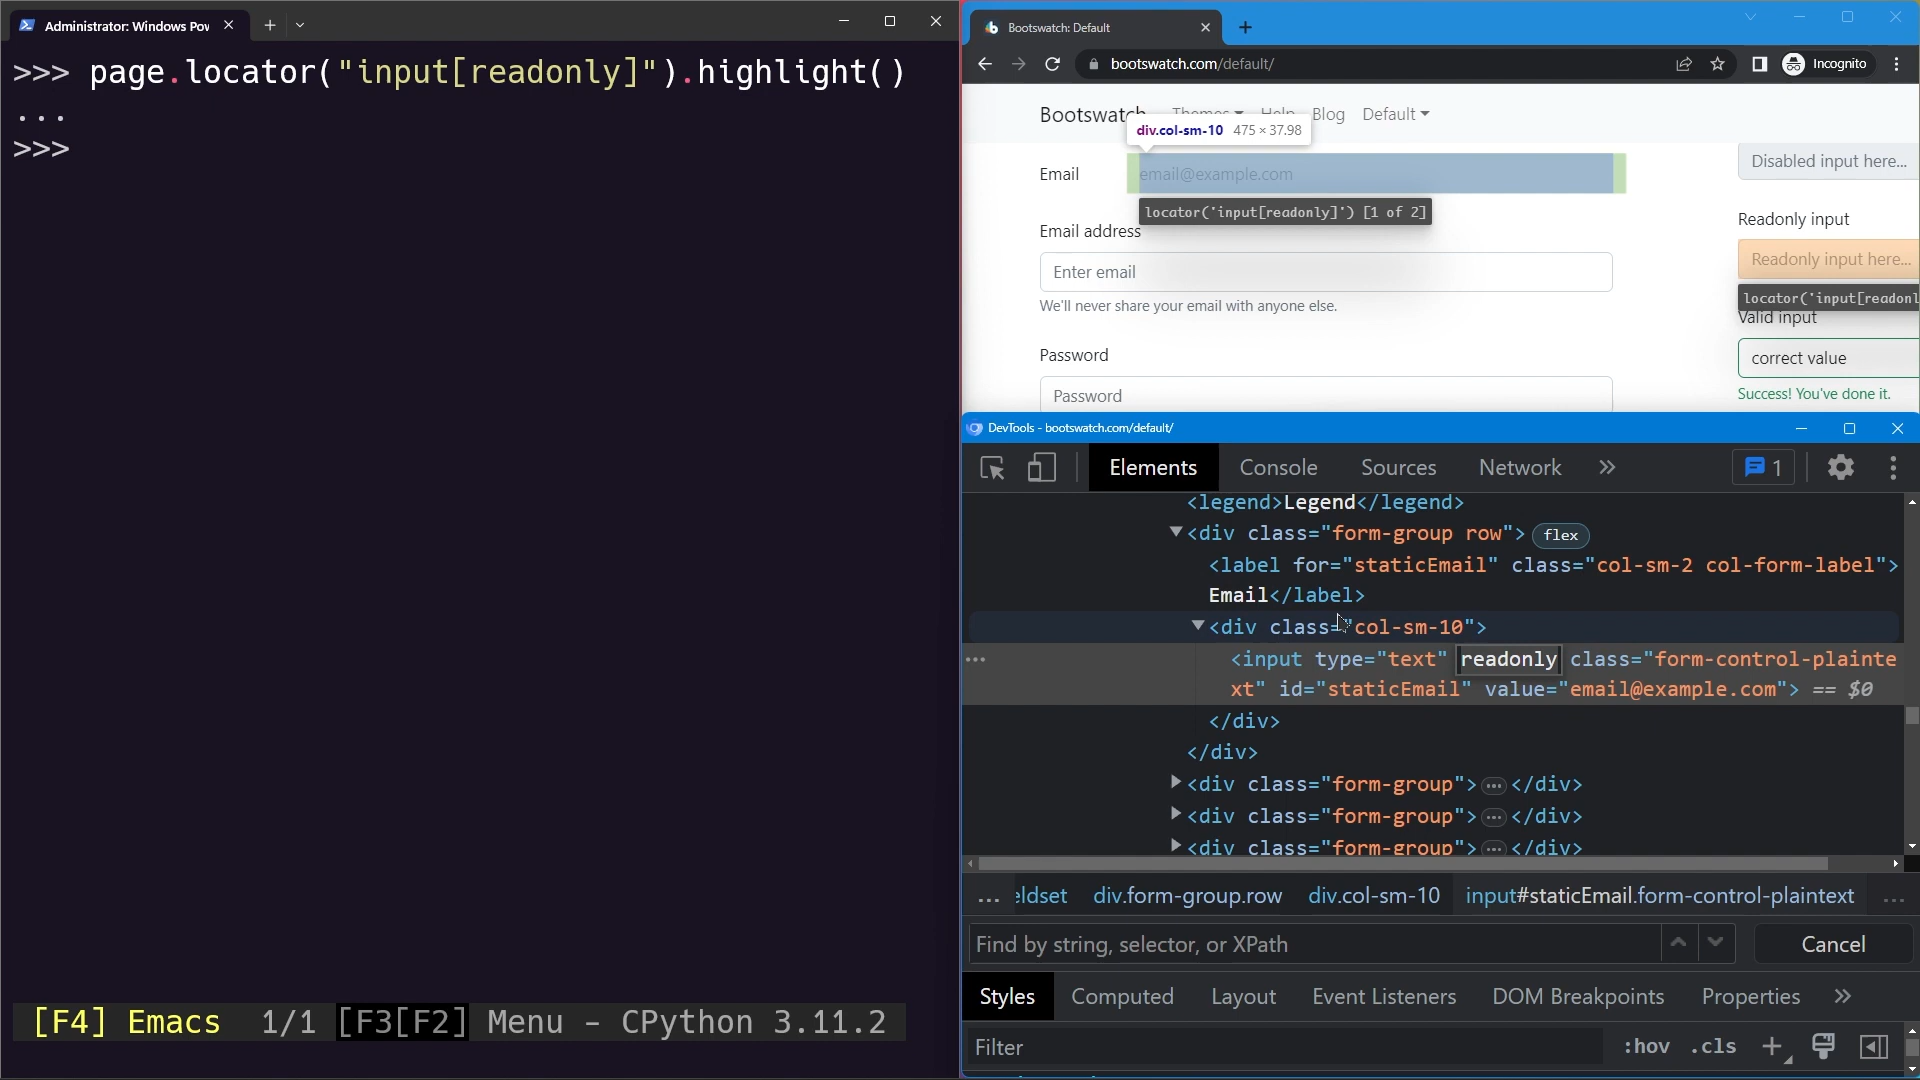 Administrator: Windows Pow
>>> page.locator("input[readonly]").highlight()
...
>>>
[F4] Emacs 1/1 [F3[F2] Menu - CPython 3.11.2
Bootswatch: Default
bootswatch.com/default/
Incognito
Bootswatch Themes Help Blog Default
div.col-sm-10 475 × 37.98
Email
email@example.com
locator('input[readonly]') [1 of 2]
Email address
Enter email
We'll never share your email with anyone else.
Password
Password
Disabled input here...
Readonly input
Readonly input here...
locator('input[readonl
Valid input
correct value
Success! You've done it.
DevTools - bootswatch.com/default/
Elements Console Sources Network » 1
<legend>Legend</legend>
<div class="form-group row"> flex
<label for="staticEmail" class="col-sm-2 col-form-label">
Email</label>
<div class="col-sm-10">
<input type="text" readonly class="form-control-plainte
xt" id="staticEmail" value="email@example.com"> == $0
</div>
</div>
<div class="form-group">…</div>
<div class="form-group">…</div>
<div class="form-group">…</div>
... eldset div.form-group.row div.col-sm-10 input#staticEmail.form-control-plaintext ...
Find by string, selector, or XPath Cancel
Styles Computed Layout Event Listeners DOM Breakpoints Properties »
Filter :hov .cls +